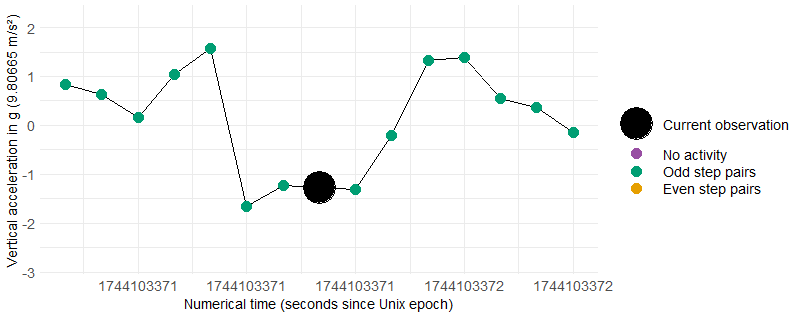 Vertical acceleration in g (9.80665 m/s²)
2
1
0
-1
-2
-3
1744103371
1744103371
1744103371
1744103372
1744103372
Numerical time (seconds since Unix epoch)
Current observation
No activity
Odd step pairs
Even step pairs